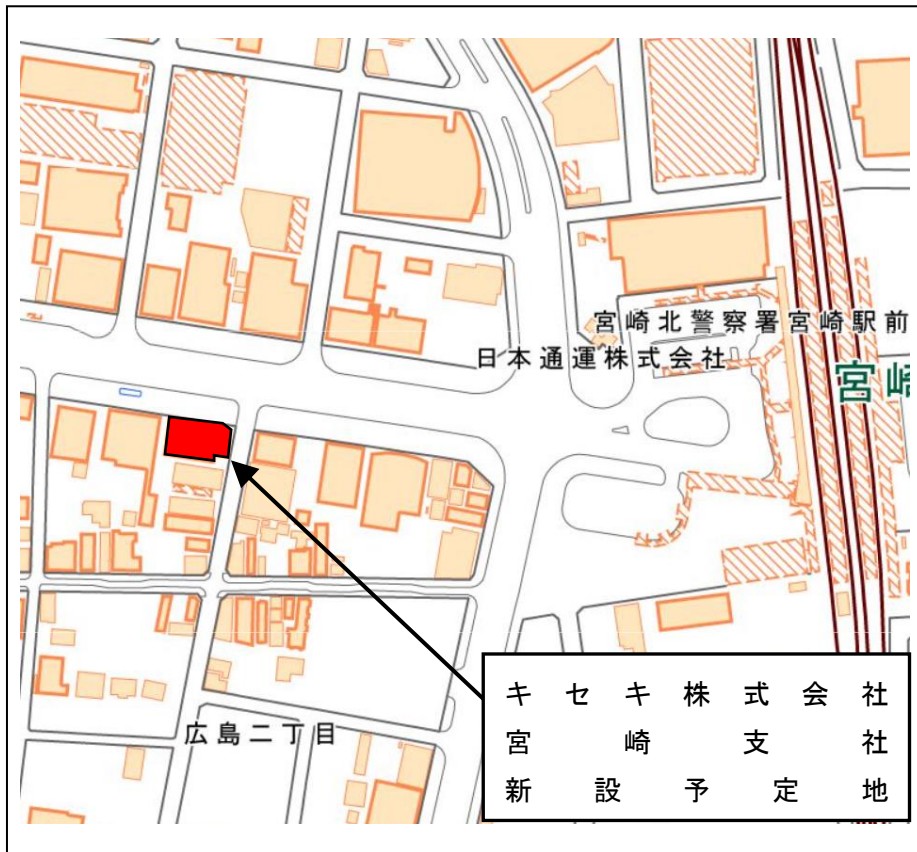 宮崎北警察署宮崎駅前
日本通運株式会社
宮崎
広島二丁目
キセキ株式会社
宮崎支社
新設予定地